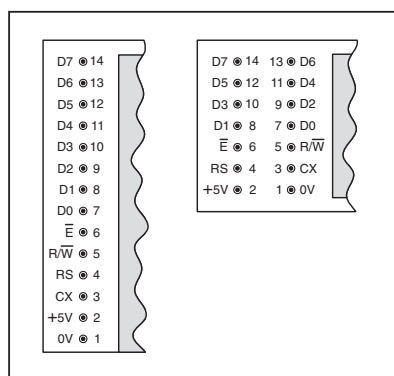 D7 14
D6 13
D5 12
D4 11
D3 10
D2 9
D1 8
D0 7
E̅ 6
R/W̅ 5
RS 4
CX 3
+5V 2
0V 1
D7 14 13 D6
D5 12 11 D4
D3 10 9 D2
D1 8 7 D0
E̅ 6 5 R/W̅
RS 4 3 CX
+5V 2 1 0V